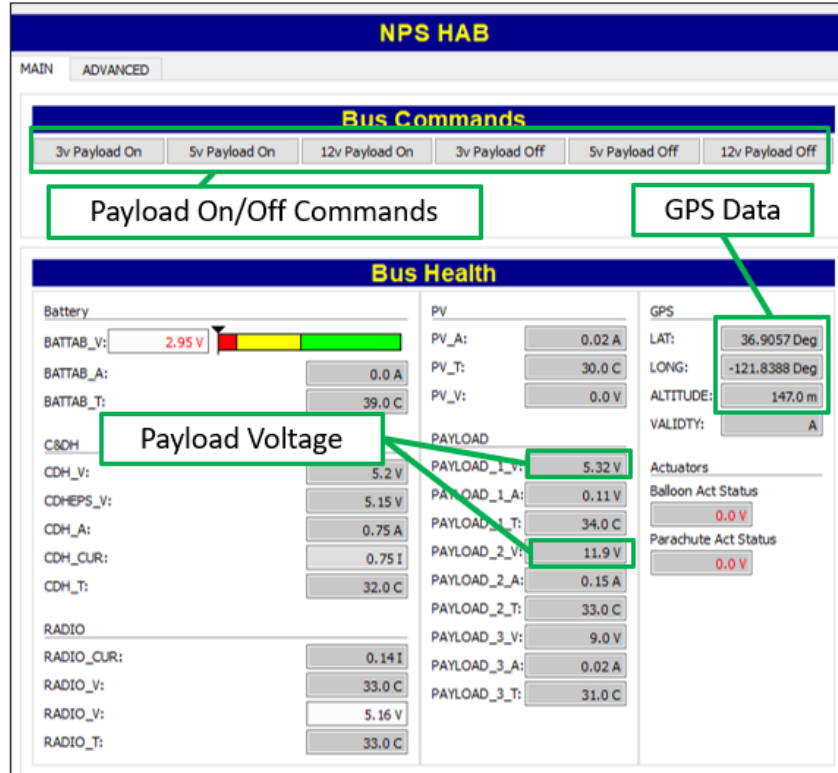 NPS HAB
MAIN ADVANCED
Bus Commands
3v Payload On 5v Payload On 12v Payload On 3v Payload Off 5v Payload Off 12v Payload Off
Payload On/Off Commands
GPS Data
Bus Health
Battery
BATTAB_V: 2.95 V
BATTAB_A: 0.0 A
BATTAB_T: 39.0 C
Payload Voltage
C&DH
CDH_V: 5.2 V
CDHEPS_V: 5.15 V
CDH_A: 0.75 A
CDH_CUR: 0.75 I
CDH_T: 32.0 C
RADIO
RADIO_CUR: 0.14 I
RADIO_V: 33.0 C
RADIO_V: 5.16 V
RADIO_T: 33.0 C
PV
PV_A: 0.02 A
PV_T: 30.0 C
PV_V: 0.0 V
PAYLOAD
PAYLOAD_1_V: 5.32 V
PAYLOAD_1_A: 0.11 V
PAYLOAD_1_T: 34.0 C
PAYLOAD_2_V: 11.9 V
PAYLOAD_2_A: 0.15 A
PAYLOAD_2_T: 33.0 C
PAYLOAD_3_V: 9.0 V
PAYLOAD_3_A: 0.02 A
PAYLOAD_3_T: 31.0 C
GPS
LAT: 36.9057 Deg
LONG: -121.8388 Deg
ALTITUDE: 147.0 m
VALIDTY: A
Actuators
Balloon Act Status
0.0 V
Parachute Act Status
0.0 V